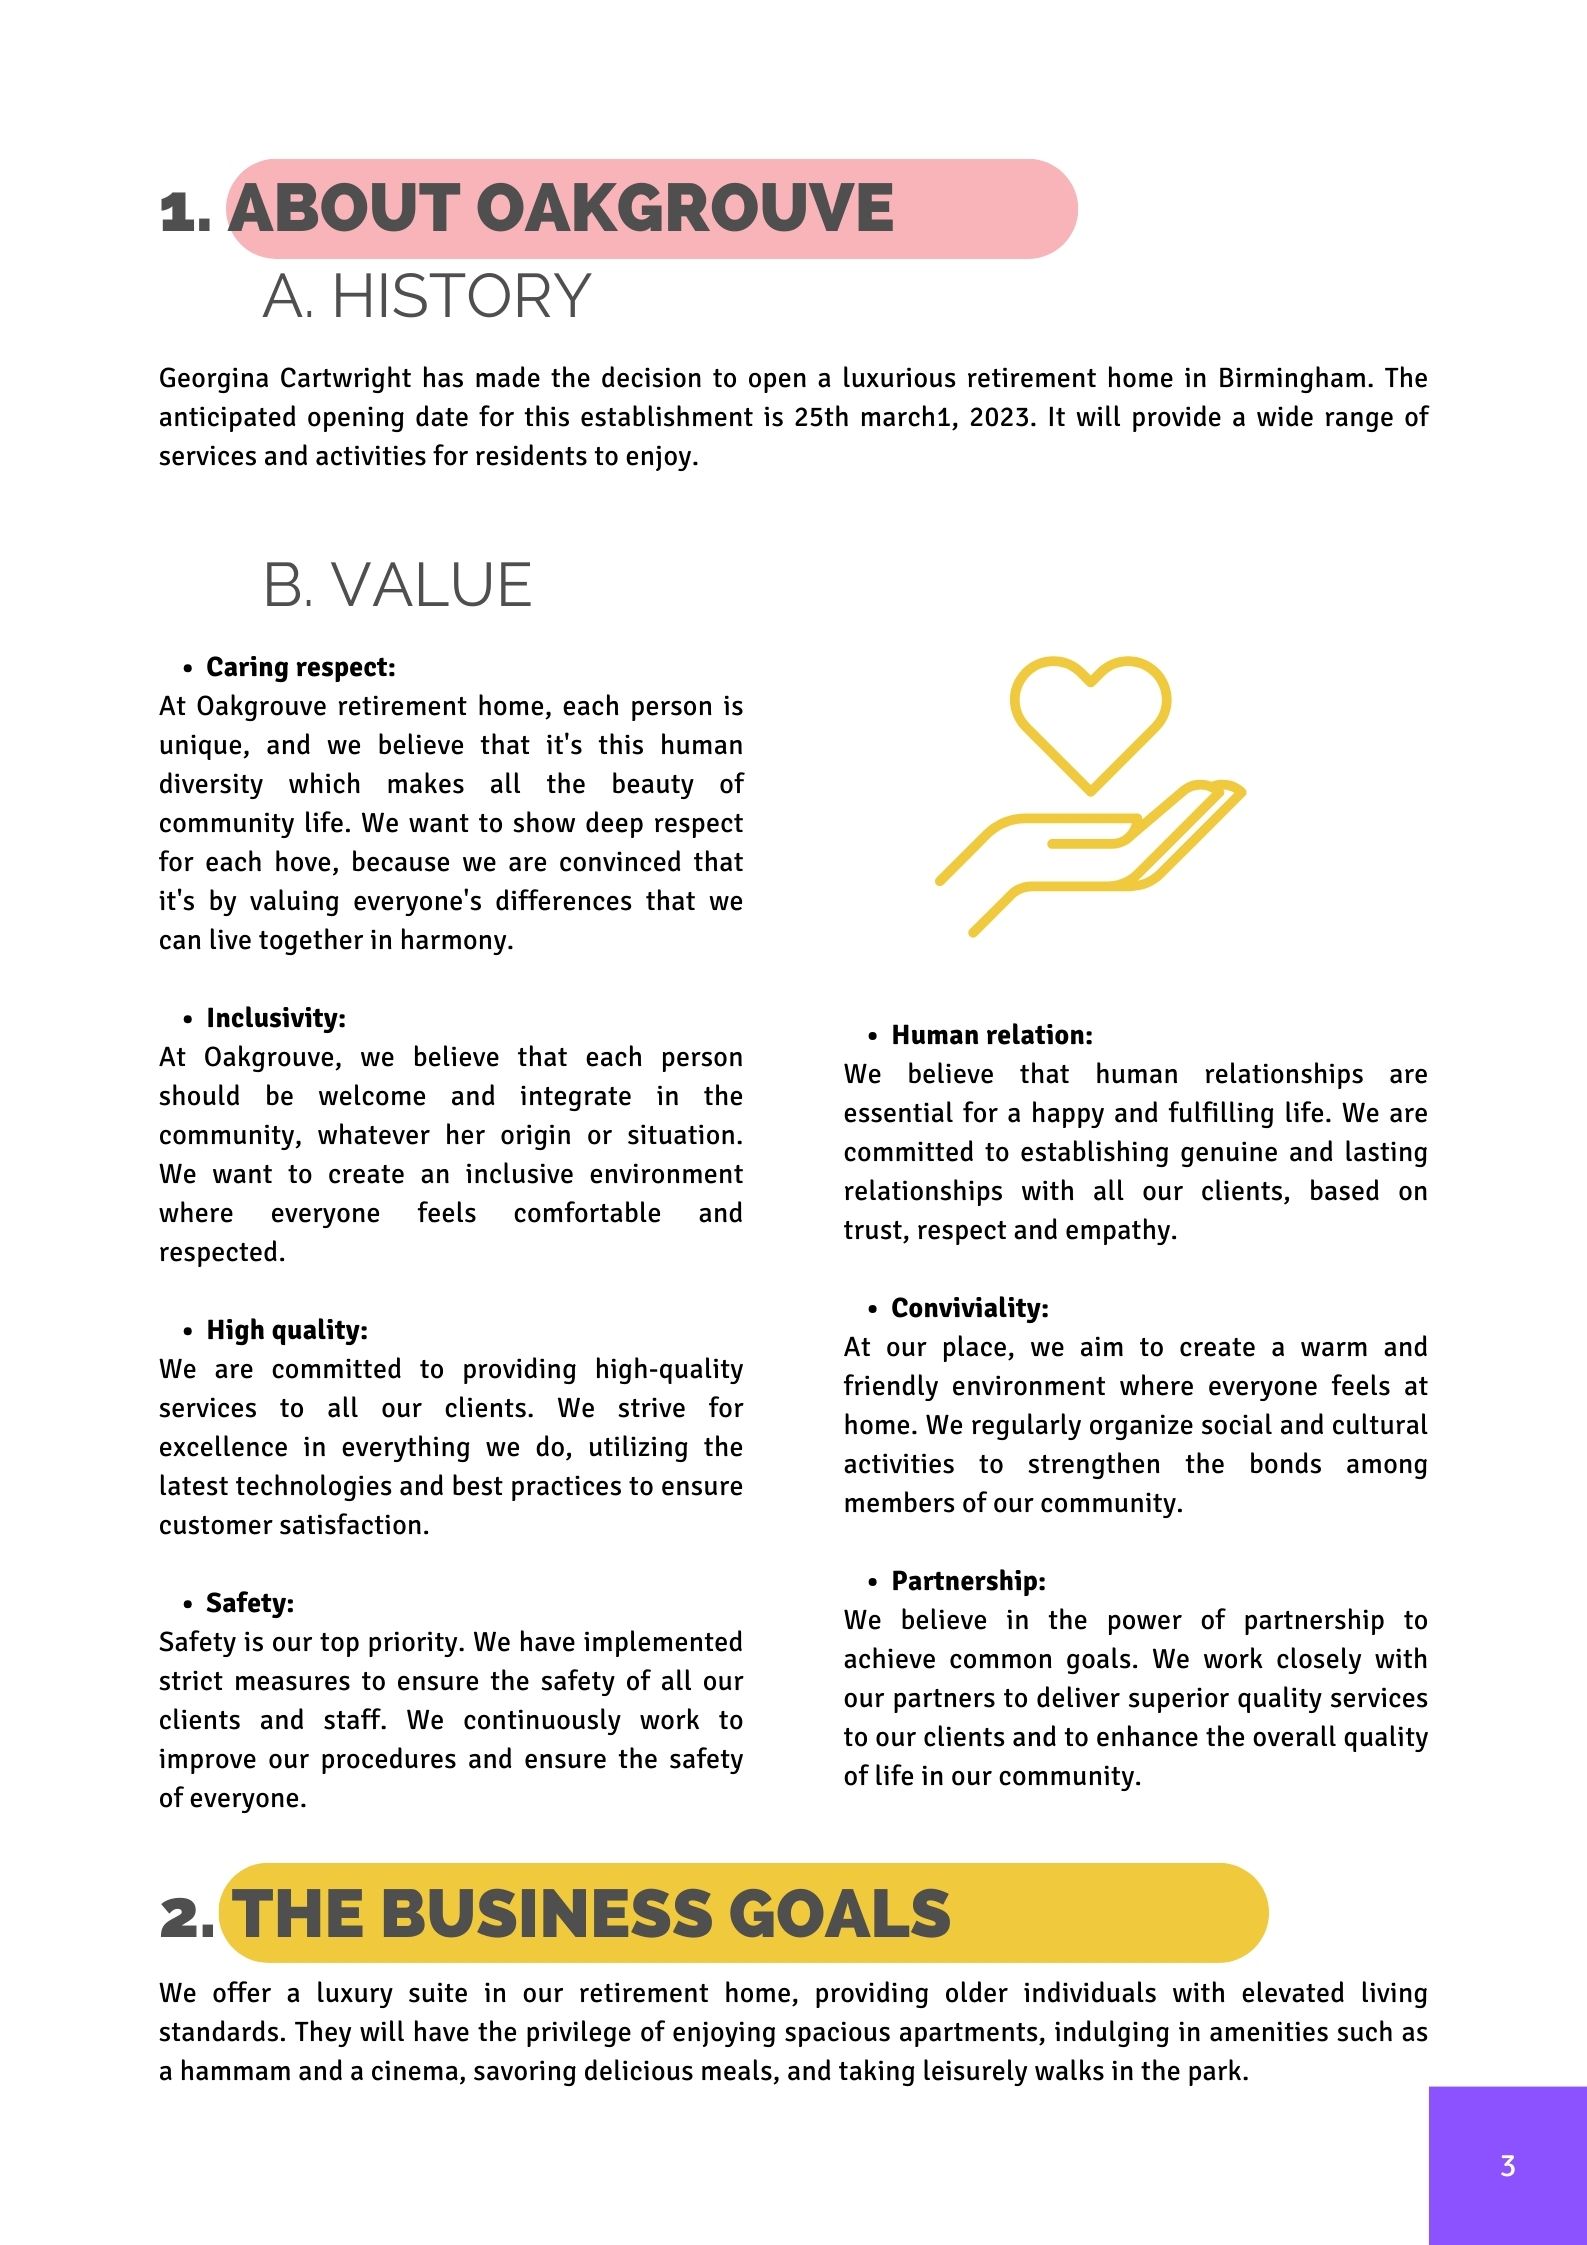 1. ABOUT OAKGROUVE
A. HISTORY
Georgina Cartwright has made the decision to open a luxurious retirement home in Birmingham. The
anticipated opening date for this establishment is 25th march1, 2023. It will provide a wide range of
services and activities for residents to enjoy.
B. VALUE
• Caring respect:
At Oakgrouve retirement home, each person is
unique, and we believe that it's this human
diversity which makes all the beauty of
community life. We want to show deep respect
for each hove, because we are convinced that
it's by valuing everyone's differences that we
can live together in harmony.
• Inclusivity:
At Oakgrouve, we believe that each person
should be welcome and integrate in the
community, whatever her origin or situation.
We want to create an inclusive environment
where everyone feels comfortable and
respected.
• High quality:
We are committed to providing high-quality
services to all our clients. We strive for
excellence in everything we do, utilizing the
latest technologies and best practices to ensure
customer satisfaction.
• Safety:
Safety is our top priority. We have implemented
strict measures to ensure the safety of all our
clients and staff. We continuously work to
improve our procedures and ensure the safety
of everyone.
• Human relation:
We believe that human relationships are
essential for a happy and fulfilling life. We are
committed to establishing genuine and lasting
relationships with all our clients, based on
trust, respect and empathy.
• Conviviality:
At our place, we aim to create a warm and
friendly environment where everyone feels at
home. We regularly organize social and cultural
activities to strengthen the bonds among
members of our community.
• Partnership:
We believe in the power of partnership to
achieve common goals. We work closely with
our partners to deliver superior quality services
to our clients and to enhance the overall quality
of life in our community.
2. THE BUSINESS GOALS
We offer a luxury suite in our retirement home, providing older individuals with elevated living
standards. They will have the privilege of enjoying spacious apartments, indulging in amenities such as
a hammam and a cinema, savoring delicious meals, and taking leisurely walks in the park.
3